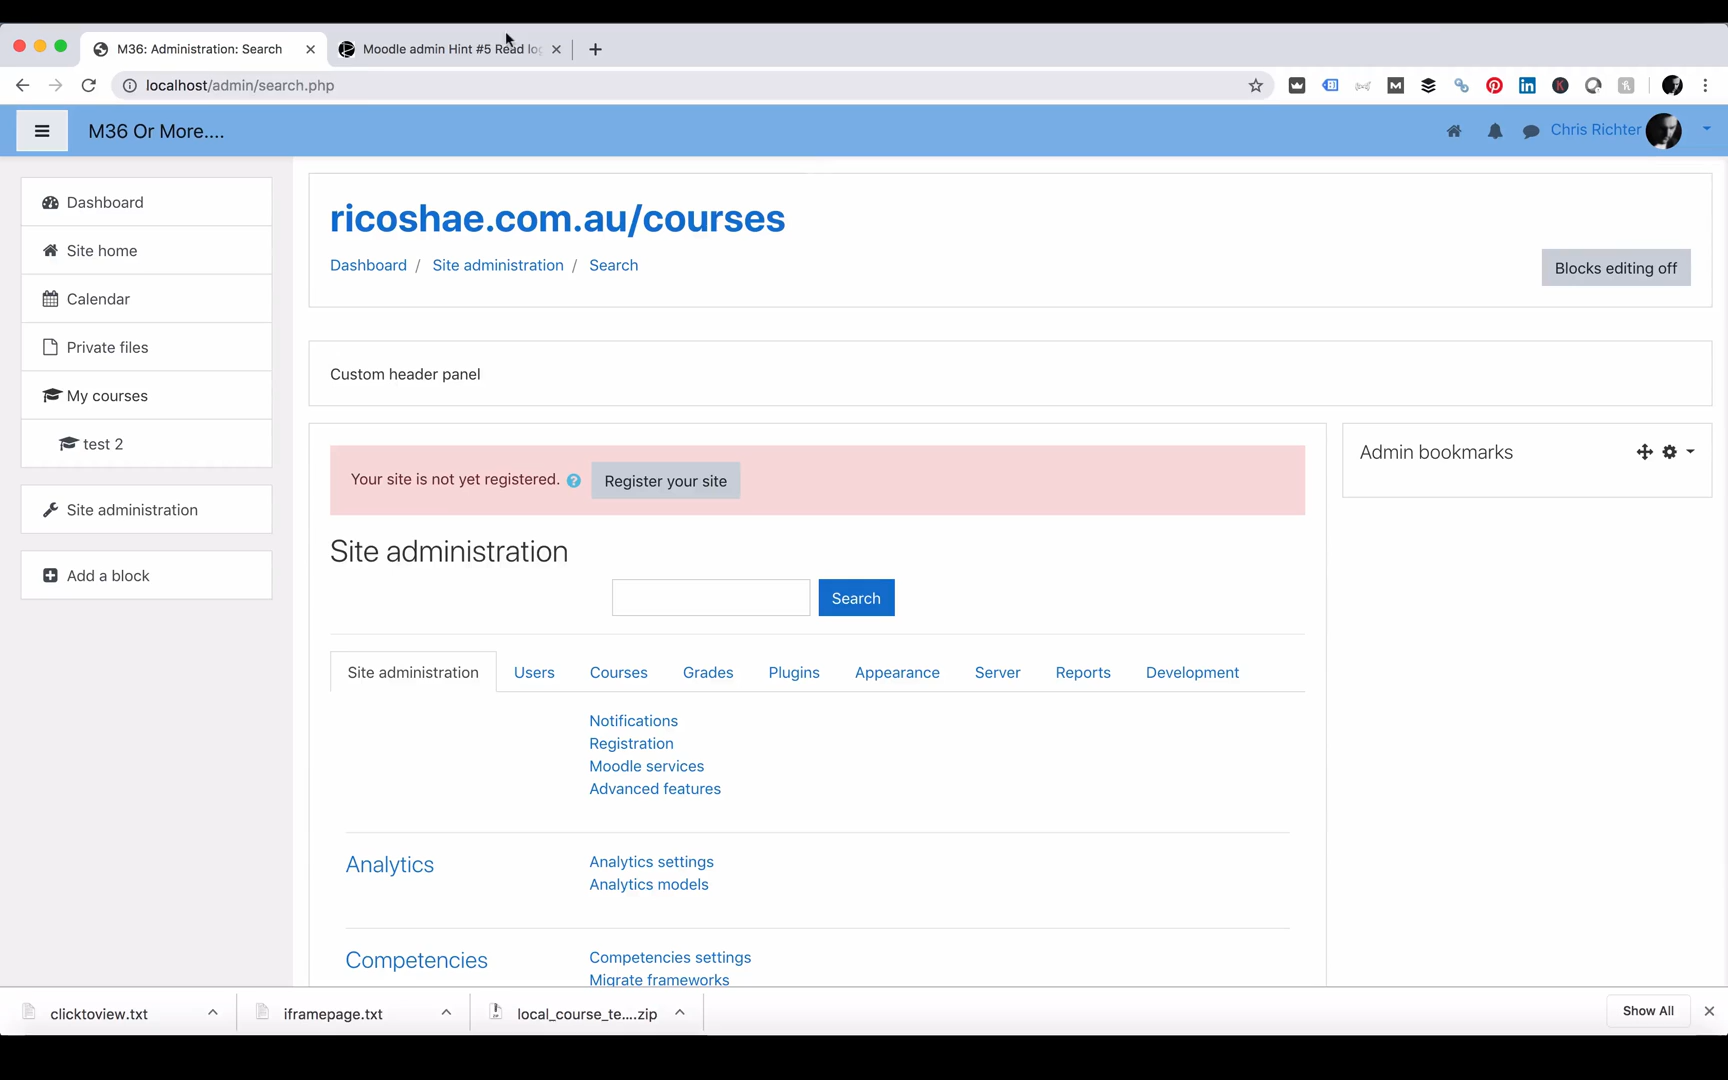 M36: Administration: Search
Moodle admin Hint #5 Read lo
localhost/admin/search.php
M36 Or More....
Chris Richter
Dashboard
Site home
Calendar
Private files
My courses
test 2
Site administration
Add a block
ricoshae.com.au/courses
Dashboard / Site administration / Search
Blocks editing off
Custom header panel
Your site is not yet registered. ? Register your site
Admin bookmarks
Site administration
Search
Site administration Users Courses Grades Plugins Appearance Server Reports Development
Notifications
Registration
Moodle services
Advanced features
Analytics
Analytics settings
Analytics models
Competencies
Competencies settings
Migrate frameworks
clicktoview.txt
iframepage.txt
local_course_te....zip
Show All